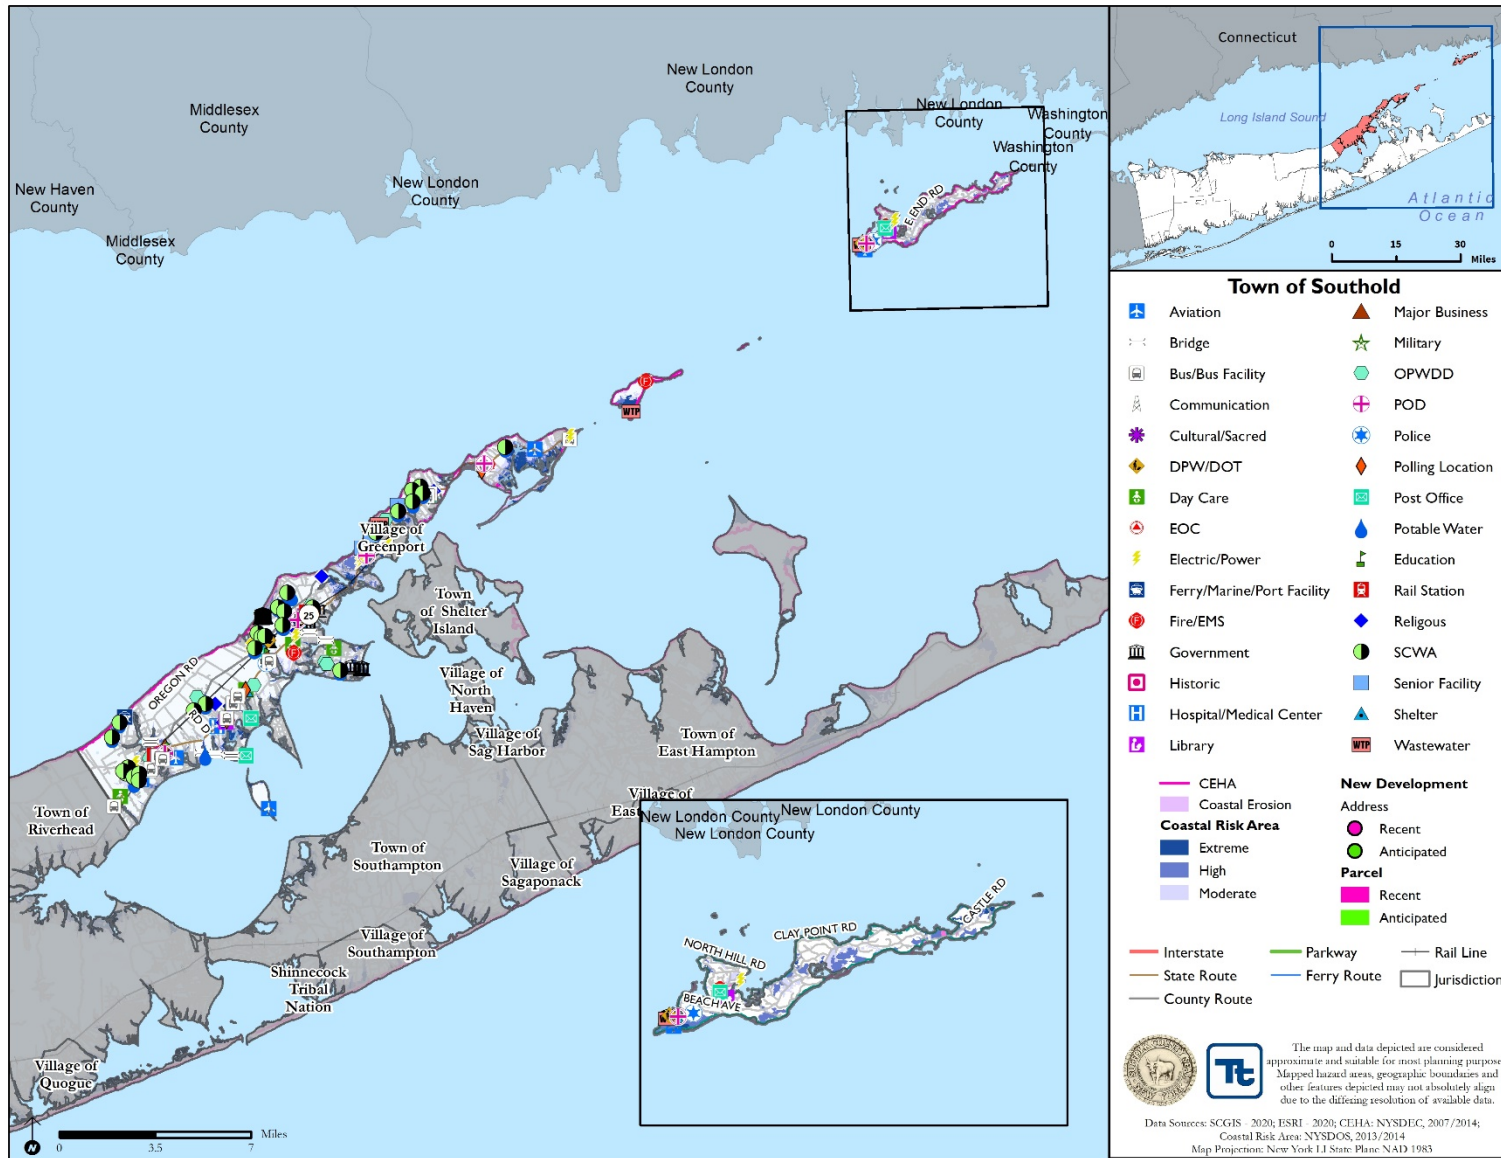 New London
County
Middlesex
County
New London
County
Washington
County
Washington
County
New Haven
County
New London
County
Middlesex
County
E END RD
WTP
Village of
Greenport
25
Town
of Shelter
Island
OREGON RD
RD D
Village of
North
Haven
Village of
Sag Harbor
Town of
East Hampton
Town of
Riverhead
Village of
East
New London County
New London County
New London County
Town of
Southampton
Village of
Sagaponack
CASTLE RD
CLAY POINT RD
NORTH HILL RD
BEACH AVE
Village of
Southampton
Shinnecock
Tribal
Nation
Village of
Quogue
N
0 3.5 7 Miles
Connecticut
Long Island Sound
Atlantic
Ocean
0 15 30
Miles
Town of Southold
Aviation
Major Business
Bridge
Military
Bus/Bus Facility
OPWDD
Communication
POD
Cultural/Sacred
Police
DPW/DOT
Polling Location
Day Care
Post Office
EOC
Potable Water
Electric/Power
Education
Ferry/Marine/Port Facility
Rail Station
F Fire/EMS
Religous
Government
SCWA
Historic
Senior Facility
H Hospital/Medical Center
Shelter
Library
WTP Wastewater
CEHA
Coastal Erosion
Coastal Risk Area
Extreme
High
Moderate
New Development
Address
Recent
Anticipated
Parcel
Recent
Anticipated
Interstate
Parkway
Rail Line
State Route
Ferry Route
Jurisdiction
County Route
Tt
The map and data depicted are considered
approximate and suitable for most planning purpose
Mapped hazard areas, geographic boundaries and
other features depicted may not absolutely align
due to the differing resolution of available data.
Data Sources: SCGIS - 2020; ESRI - 2020; CEHA: NYSDEC, 2007/2014;
Coastal Risk Area: NYSDOS, 2013/2014
Map Projection: New York LI State Plane NAD 1983